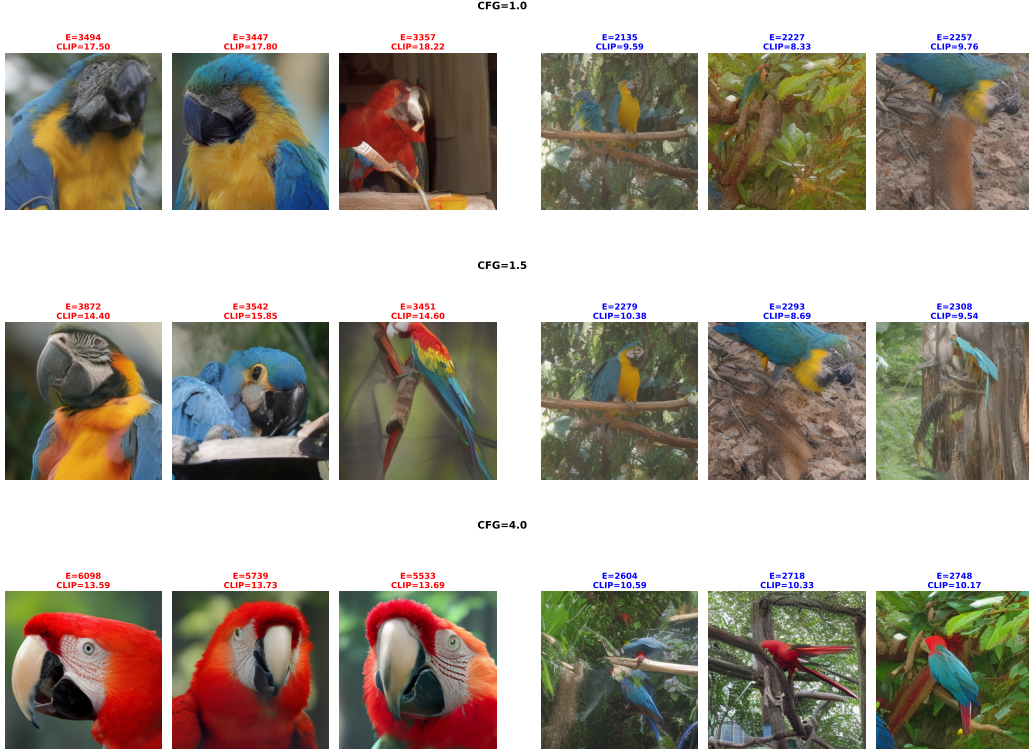 CFG=1.0
E=3494
CLIP=17.50
E=3447
CLIP=17.80
E=3357
CLIP=18.22
E=2135
CLIP=9.59
E=2227
CLIP=8.33
E=2257
CLIP=9.76
CFG=1.5
E=3872
CLIP=14.40
E=3542
CLIP=15.85
E=3451
CLIP=14.60
E=2279
CLIP=10.38
E=2293
CLIP=8.69
E=2308
CLIP=9.54
CFG=4.0
E=6098
CLIP=13.59
E=5739
CLIP=13.73
E=5533
CLIP=13.69
E=2604
CLIP=10.59
E=2718
CLIP=10.33
E=2748
CLIP=10.17